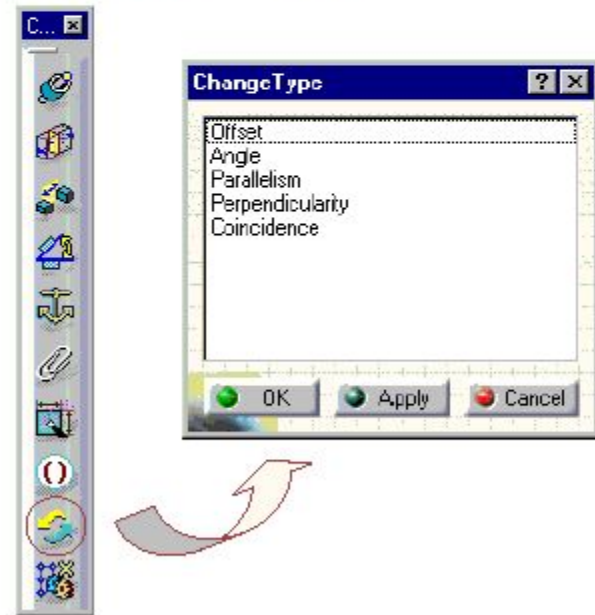 C...
ChangeType
Offset
Angle
Parallelism
Perpendicularity
Coincidence
OK
Apply
Cancel